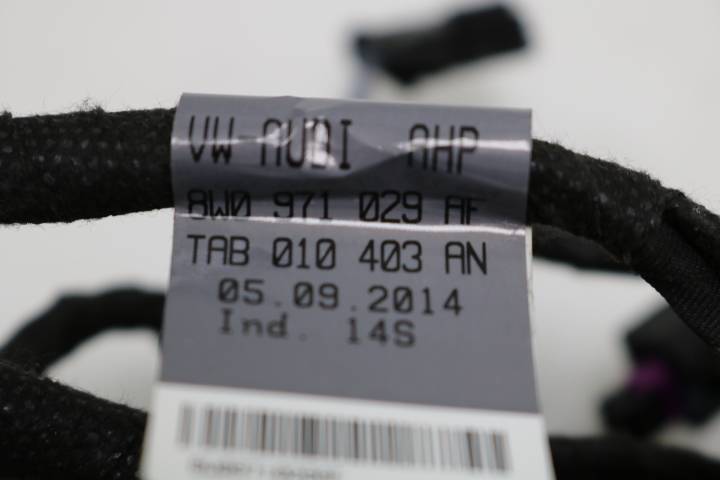 VW-AUDI AHP
8W0 971 029 AF
TAB 010 403 AN
05.09.2014
Ind. 14S